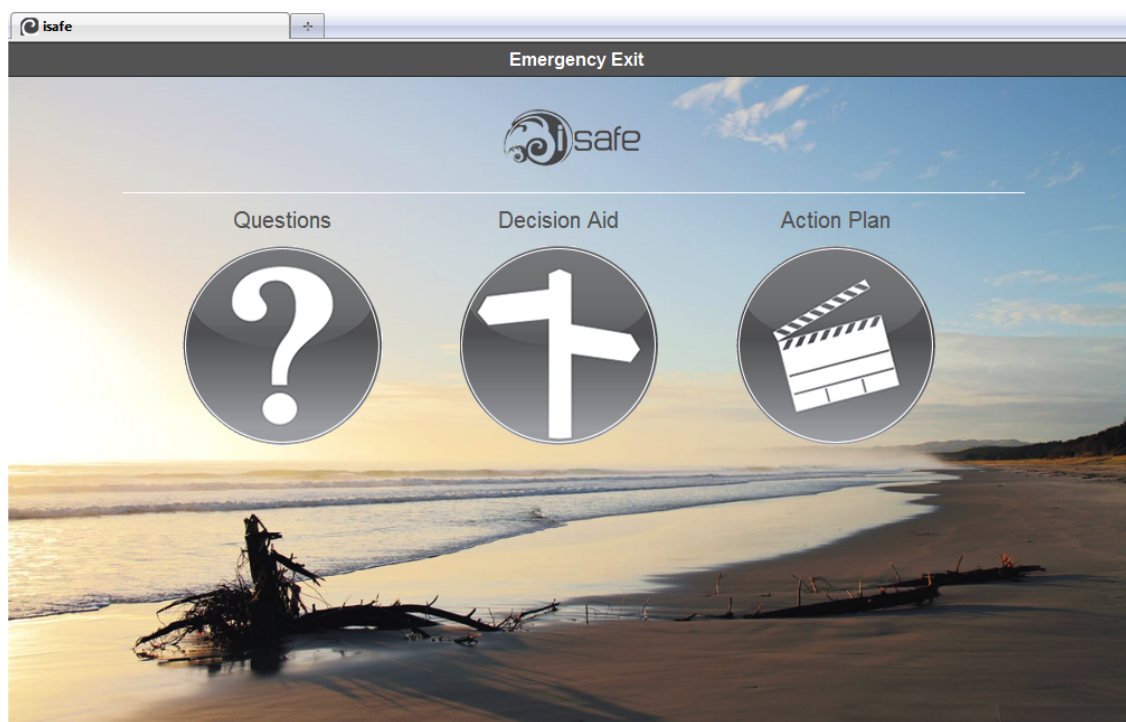 isafe
Emergency Exit
isafe
Questions
Decision Aid
Action Plan